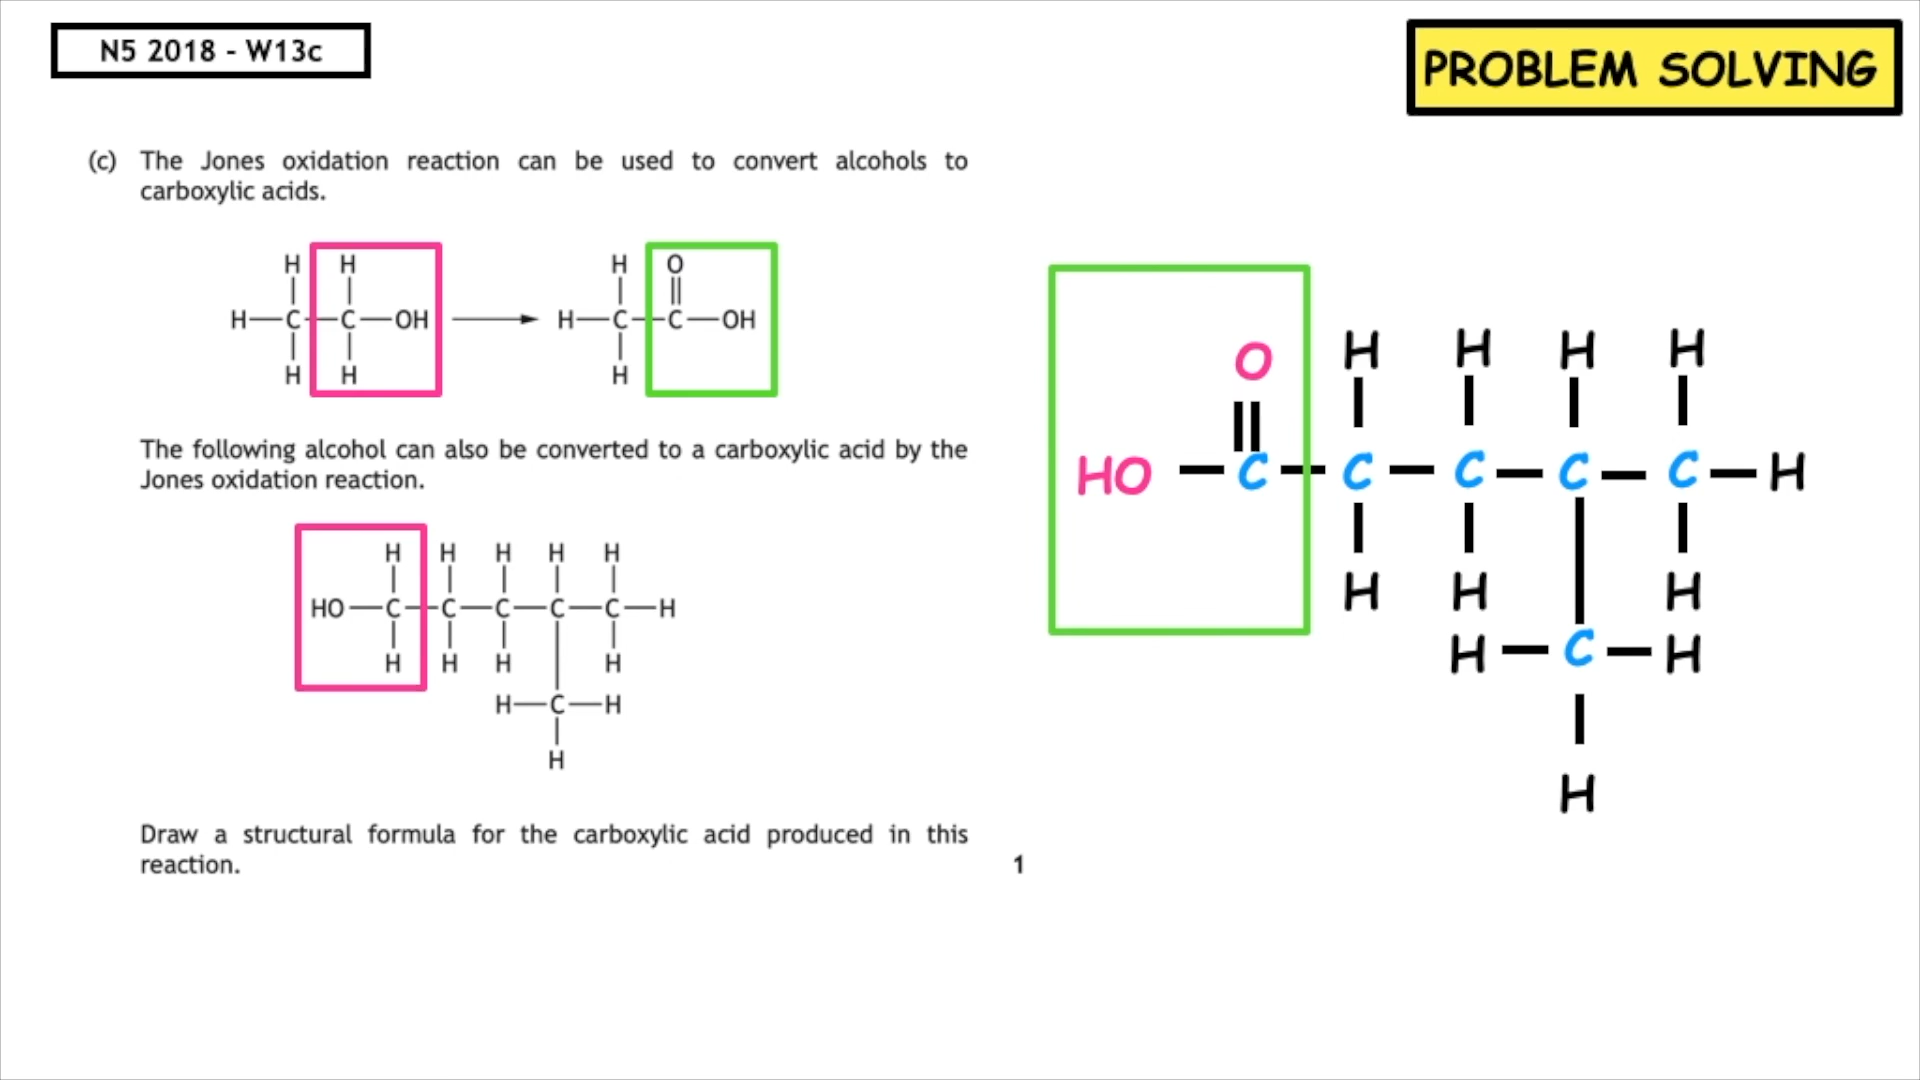 N5 2018 - W13c
PROBLEM SOLVING
(c) The Jones oxidation reaction can be used to convert alcohols to
carboxylic acids.
H H H O
H—C—C—OH → H—C—C—OH
H H H
The following alcohol can also be converted to a carboxylic acid by the
Jones oxidation reaction.
H H H H H
HO—C—C—C—C—C—H
H H H H
H—C—H
H
Draw a structural formula for the carboxylic acid produced in this
reaction.
1
O H H H H
HO—C—C—C—C—C—H
H H H
H—C—H
H